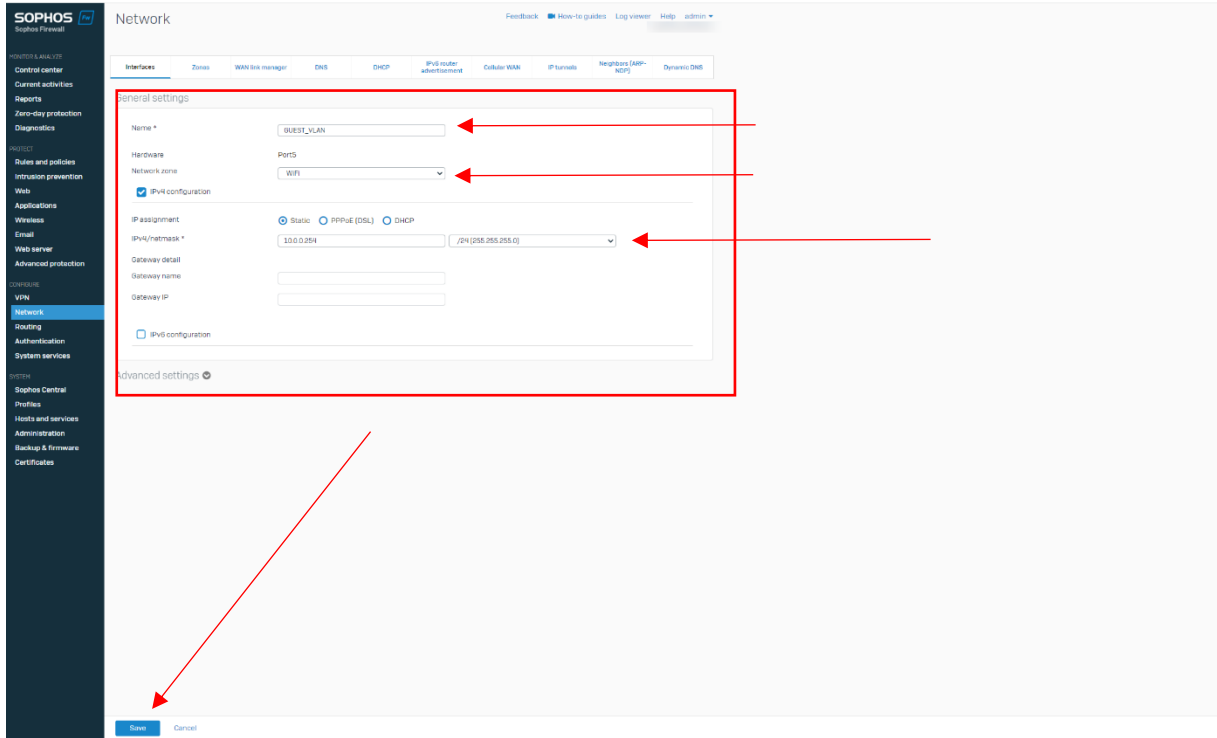 SOPHOS Fw
Sophos Firewall
MONITOR & ANALYZE
Control center
Current activities
Reports
Zero-day protection
Diagnostics
PROTECT
Rules and policies
Intrusion prevention
Web
Applications
Wireless
Email
Web server
Advanced protection
CONFIGURE
VPN
Network
Routing
Authentication
System services
SYSTEM
Sophos Central
Profiles
Hosts and services
Administration
Backup & firmware
Certificates
Network
Feedback How-to guides Log viewer Help admin
Interfaces Zones WAN link manager DNS DHCP IPv6 router advertisement Cellular WAN IP tunnels Neighbors (ARP-NDP) Dynamic DNS
General settings
Name * GUEST_VLAN
Hardware Port5
Network zone WIFI
IPv4 configuration
IP assignment Static PPPoE (DSL) DHCP
IPv4/netmask * 10.0.0.254 /24 (255.255.255.0)
Gateway detail
Gateway name
Gateway IP
IPv6 configuration
Advanced settings
Save Cancel